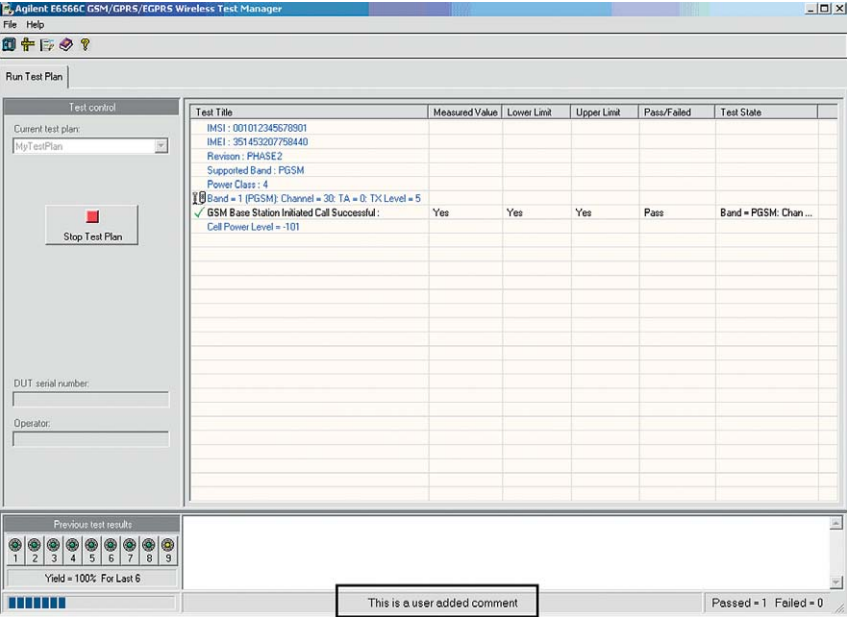 Agilent E6566C GSM/GPRS/EGPRS Wireless Test Manager
File Help
Run Test Plan
Test control
Current test plan:
MyTestPlan
Stop Test Plan
DUT serial number:
Operator:
Test Title Measured Value Lower Limit Upper Limit Pass/Failed Test State
IMSI : 001012345678901
IMEI : 351453207758440
Revison : PHASE2
Supported Band : PGSM
Power Class : 4
Band = 1 (PGSM): Channel = 30: TA = 0: TX Level = 5
GSM Base Station Initiated Call Successful : Yes Yes Yes Pass Band = PGSM: Chan ...
Cell Power Level = -101
Previous test results
1 2 3 4 5 6 7 8 9
Yield = 100% For Last 6
This is a user added comment
Passed = 1 Failed = 0